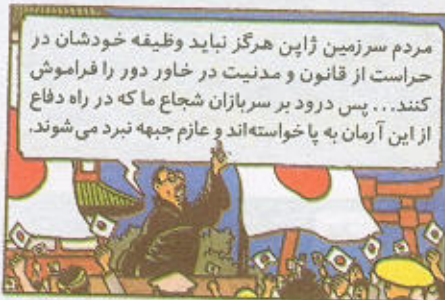 مردم سرزمین ژاپن هرگز نباید وظیفه خودشان در
حراست از قانون و مدنیت در خاور دور را فراموش
کنند... پس درود بر سربازان شجاع ما که در راه دفاع
از این آرمان به پا خواسته‌اند و عازم جبهه نبرد می‌شوند.